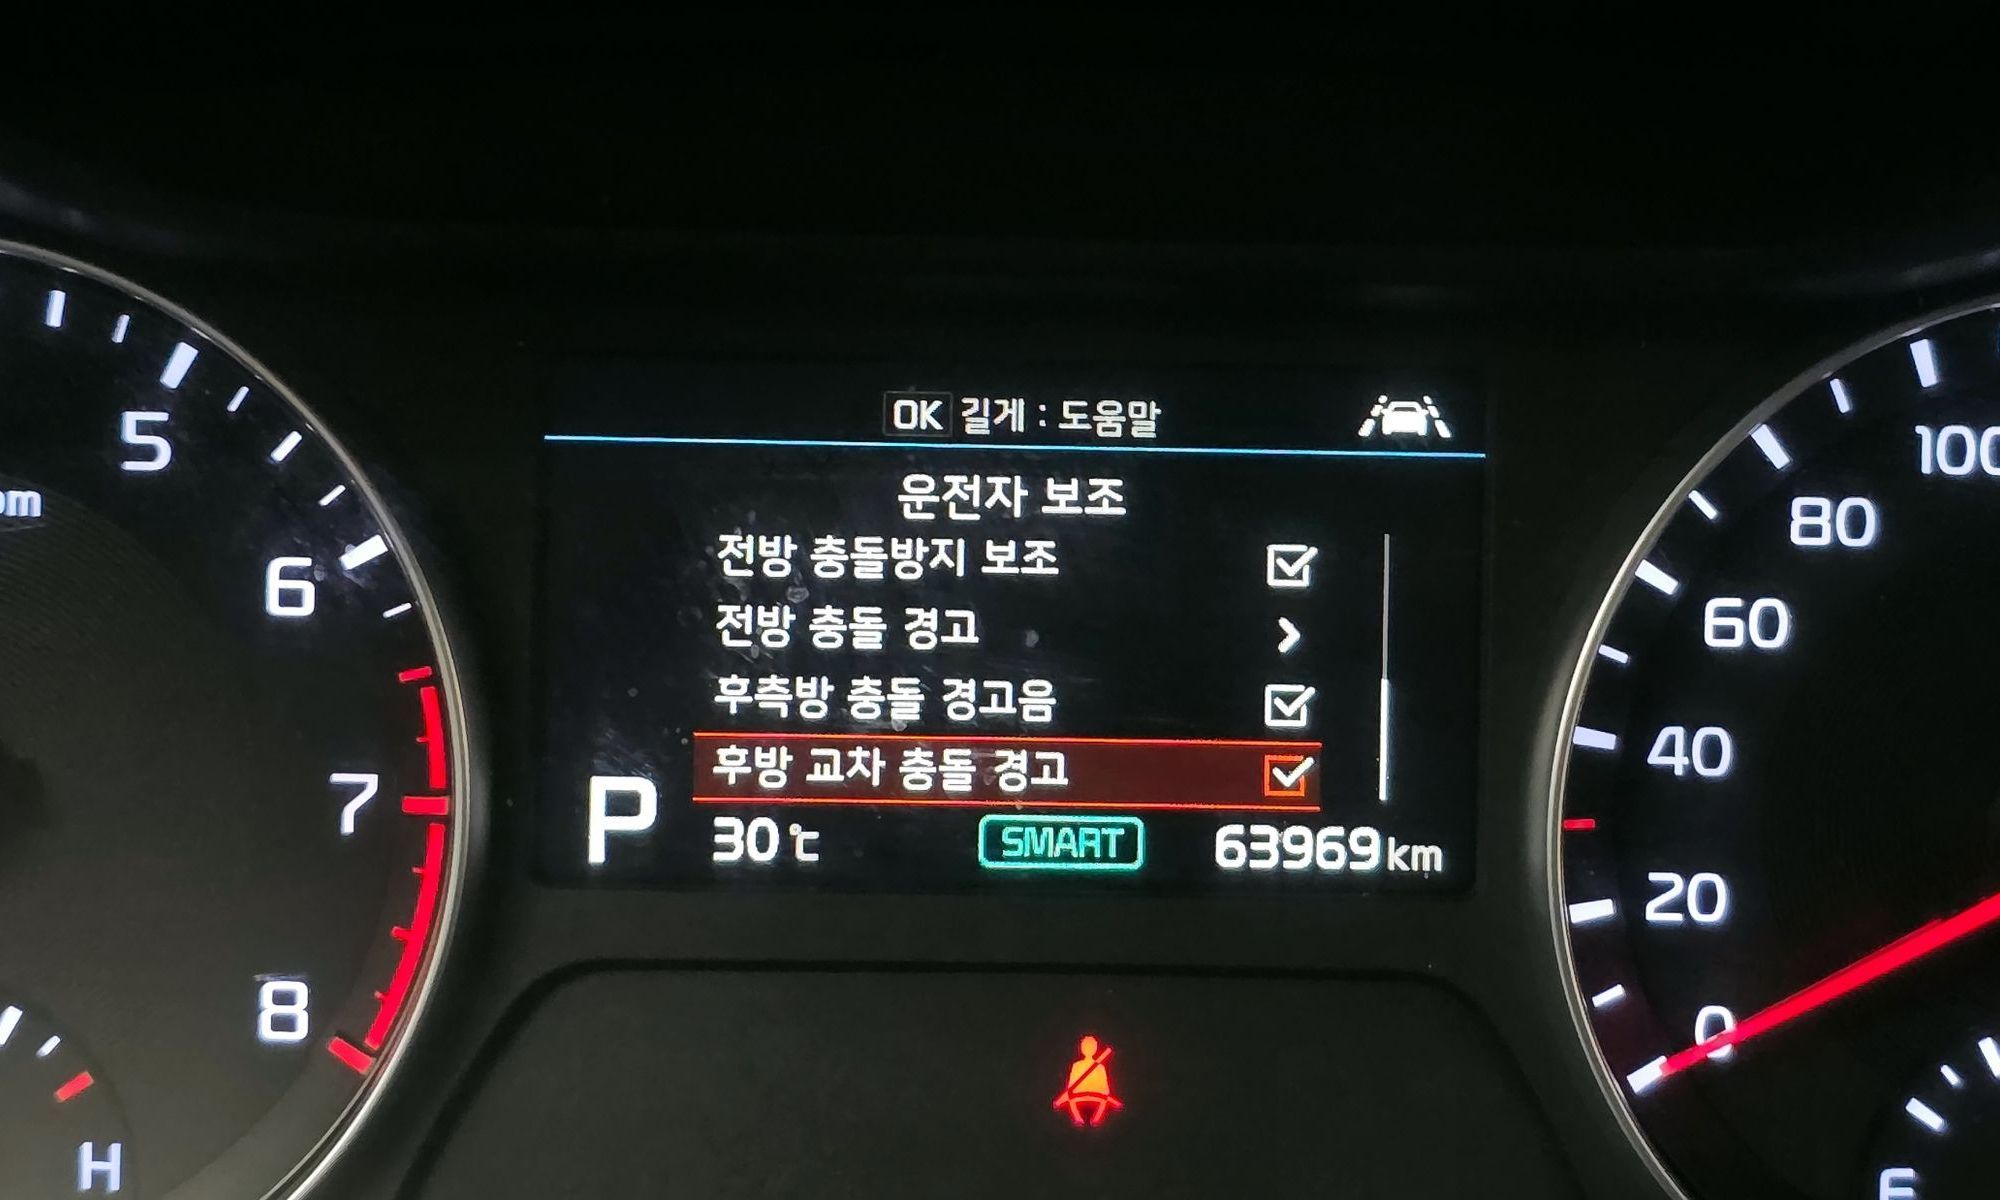 OK 길게 : 도움말
운전자 보조
전방 충돌방지 보조
전방 충돌 경고
후측방 충돌 경고음
후방 교차 충돌 경고
P
30℃ SMART 63969 km
5
6
7
8
H
100
80
60
40
20
0